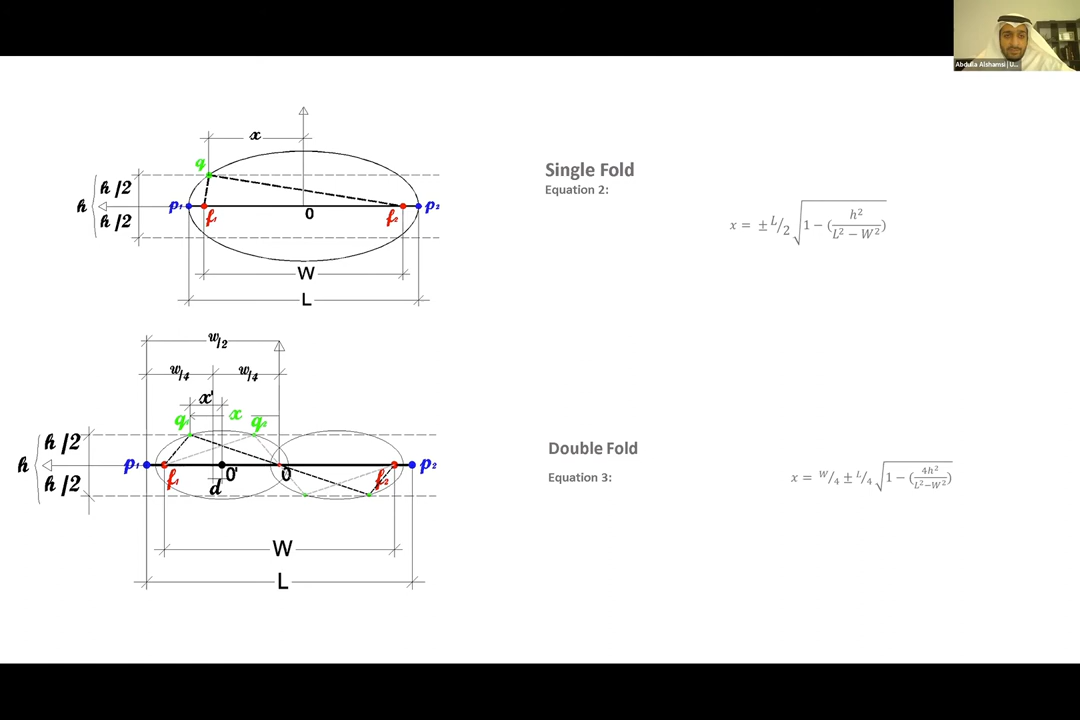 Abdulla Alshamsi | U...
x
q
h
h /2
h /2
p₁
f₁
0
f₂
p₂
W
L
Single Fold
Equation 2:
x = ± L/2 √1 − (h²/(L² − W²))
w/2
w/4
w/4
x'
x
q₁
q₂
h
h /2
h /2
p₁
f₁
d
0'
0
f₂
p₂
W
L
Double Fold
Equation 3:
x = W/4 ± L/4 √1 − (4h²/(L²−W²))